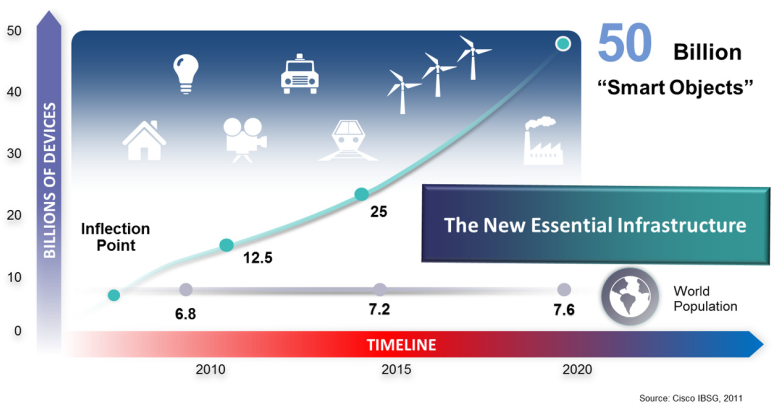 50
40
30
20
10
0
BILLIONS OF DEVICES
50 Billion
“Smart Objects”
Inflection
Point
12.5
25
The New Essential Infrastructure
6.8
7.2
7.6
World
Population
TIMELINE
2010
2015
2020
Source: Cisco IBSG, 2011